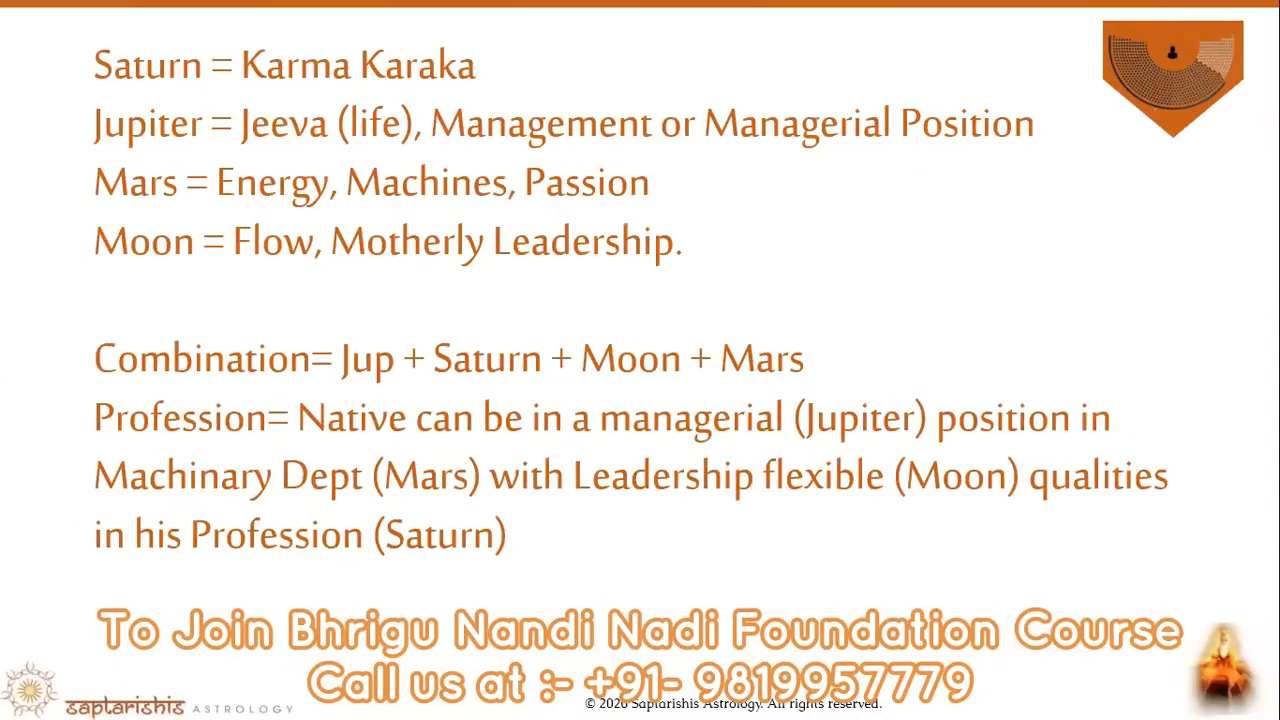 Saturn = Karma Karaka
Jupiter = Jeeva (life), Management or Managerial Position
Mars = Energy, Machines, Passion
Moon = Flow, Motherly Leadership.
Combination= Jup + Saturn + Moon + Mars
Profession= Native can be in a managerial (Jupiter) position in
Machinary Dept (Mars) with Leadership flexible (Moon) qualities
in his Profession (Saturn)
To Join Bhrigu Nandi Nadi Foundation Course
Call us at :- +91- 9819957779
saptarishis ASTROLOGY
© 2020 Saptarishis Astrology. All rights reserved.